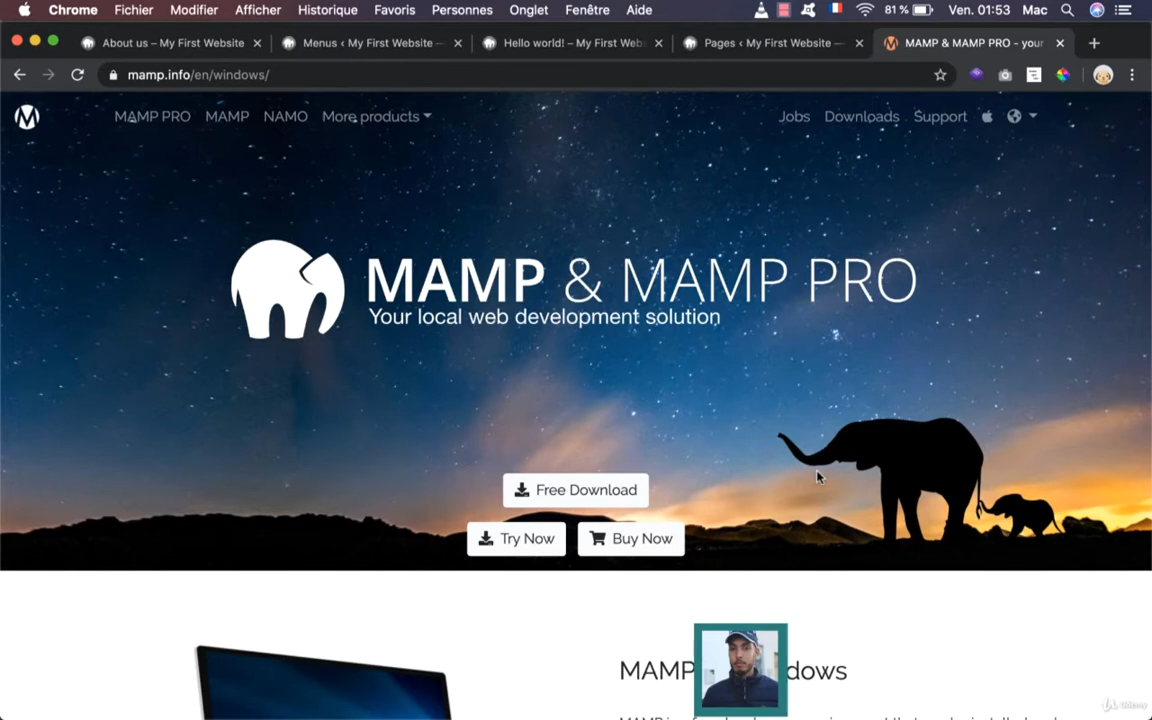 Chrome Fichier Modifier Afficher Historique Favoris Personnes Onglet Fenêtre Aide 81 % Ven. 01:53 Mac
About us – My First Website
Menus ‹ My First Website —
Hello world! – My First Web
Pages ‹ My First Website —
MAMP & MAMP PRO - your
mamp.info/en/windows/
MAMP PRO MAMP NAMO More products Jobs Downloads Support
MAMP & MAMP PRO
Your local web development solution
Free Download
Try Now Buy Now
MAMP dows
Udemy